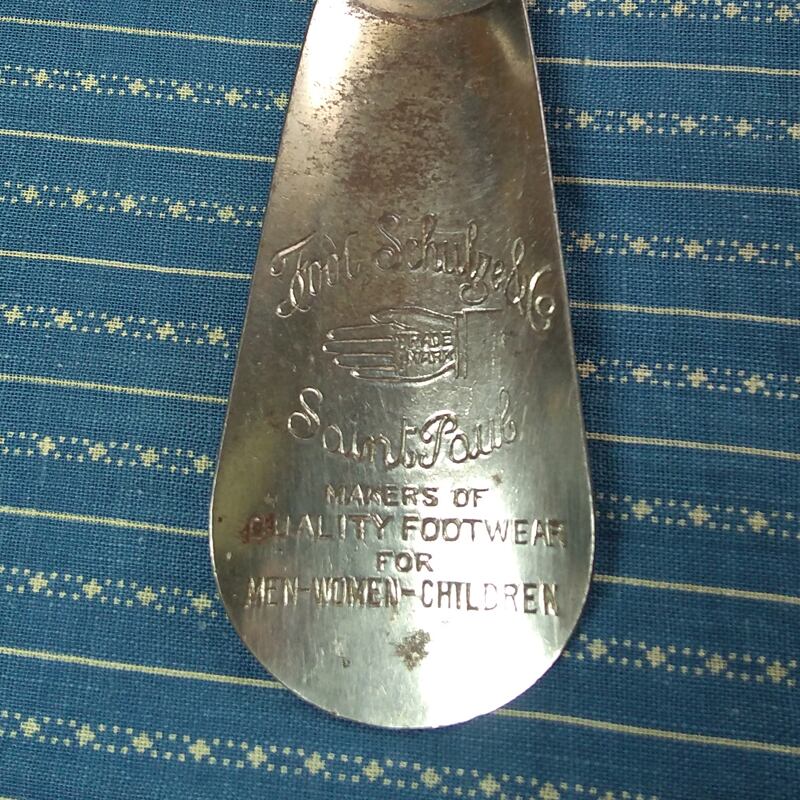 Foot, Schulze & Co
TRADE
MARK
Saint Paul
MAKERS OF
QUALITY FOOTWEAR
FOR
MEN-WOMEN-CHILDREN